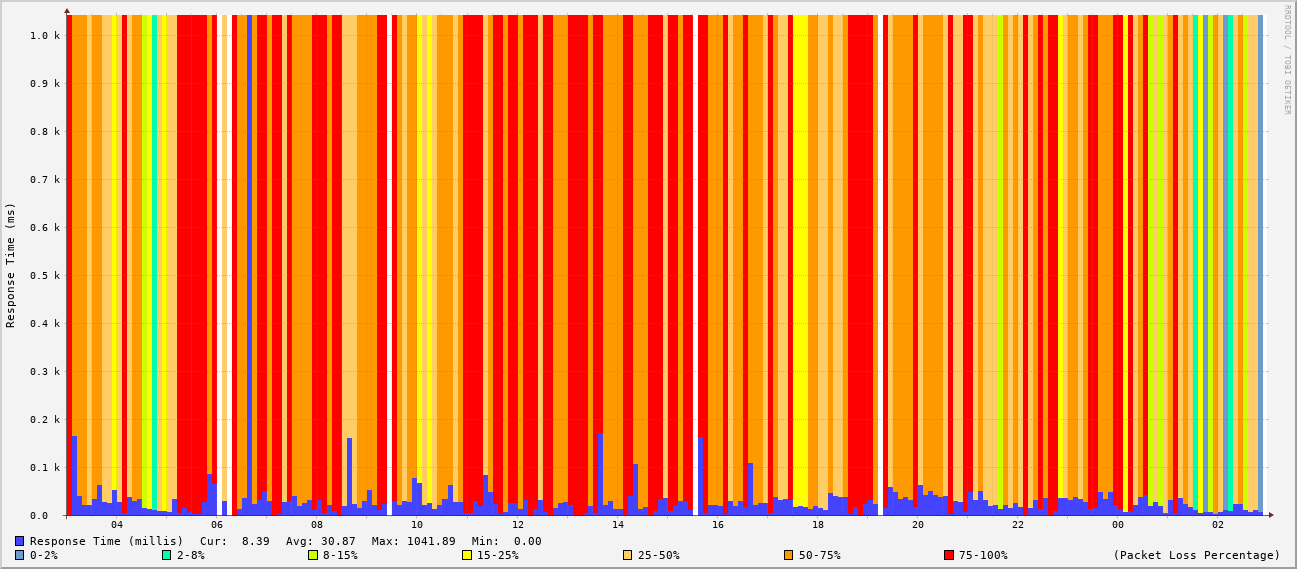 RRDTOOL / TOBI OETIKER
Response Time (ms)
1.0 k
0.9 k
0.8 k
0.7 k
0.6 k
0.5 k
0.4 k
0.3 k
0.2 k
0.1 k
0.0
04 06 08 10 12 14 16 18 20 22 00 02
Response Time (millis) Cur: 8.39 Avg: 30.87 Max: 1041.89 Min: 0.00
0-2% 2-8% 8-15% 15-25% 25-50% 50-75% 75-100% (Packet Loss Percentage)